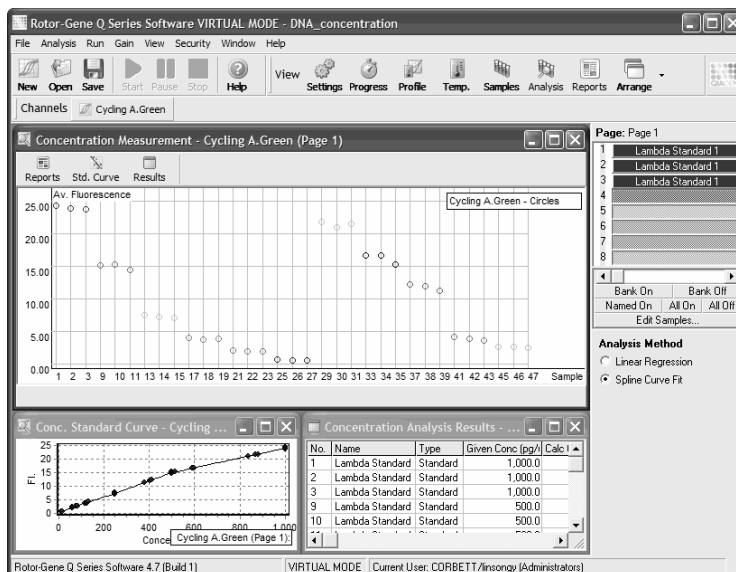 Rotor-Gene Q Series Software VIRTUAL MODE - DNA_concentration
File Analysis Run Gain View Security Window Help
New Open Save Start Pause Stop Help View Settings Progress Profile Temp. Samples Analysis Reports Arrange
Channels Cycling A.Green
Concentration Measurement - Cycling A.Green (Page 1)
Reports Std. Curve Results
Av. Fluorescence
Cycling A.Green - Circles
25.00
20.00
15.00
10.00
5.00
0.00
1 2 3 9 10 11 13 14 15 17 18 19 21 22 23 25 26 27 29 30 31 33 34 35 37 38 39 41 42 43 45 46 47 Sample
Page: Page 1
1 Lambda Standard 1
2 Lambda Standard 1
3 Lambda Standard 1
4
5
6
7
8
Bank On Bank Off
Named On All On All Off
Edit Samples...
Analysis Method
Linear Regression
Spline Curve Fit
Conc. Standard Curve - Cycling ...
Fl.
25
20
15
10
5
0
0 100 200 300 400 500 600 700 800 900 1,000
Conce
Cycling A.Green (Page 1):
Concentration Analysis Results - ...
No. Name Type Given Conc (pg/ Calc
1 Lambda Standard Standard 1,000.0
2 Lambda Standard Standard 1,000.0
3 Lambda Standard Standard 1,000.0
9 Lambda Standard Standard 500.0
10 Lambda Standard Standard 500.0
Rotor-Gene Q Series Software 4.7 (Build 1) VIRTUAL MODE Current User: CORBETT/linsongy (Administrators)